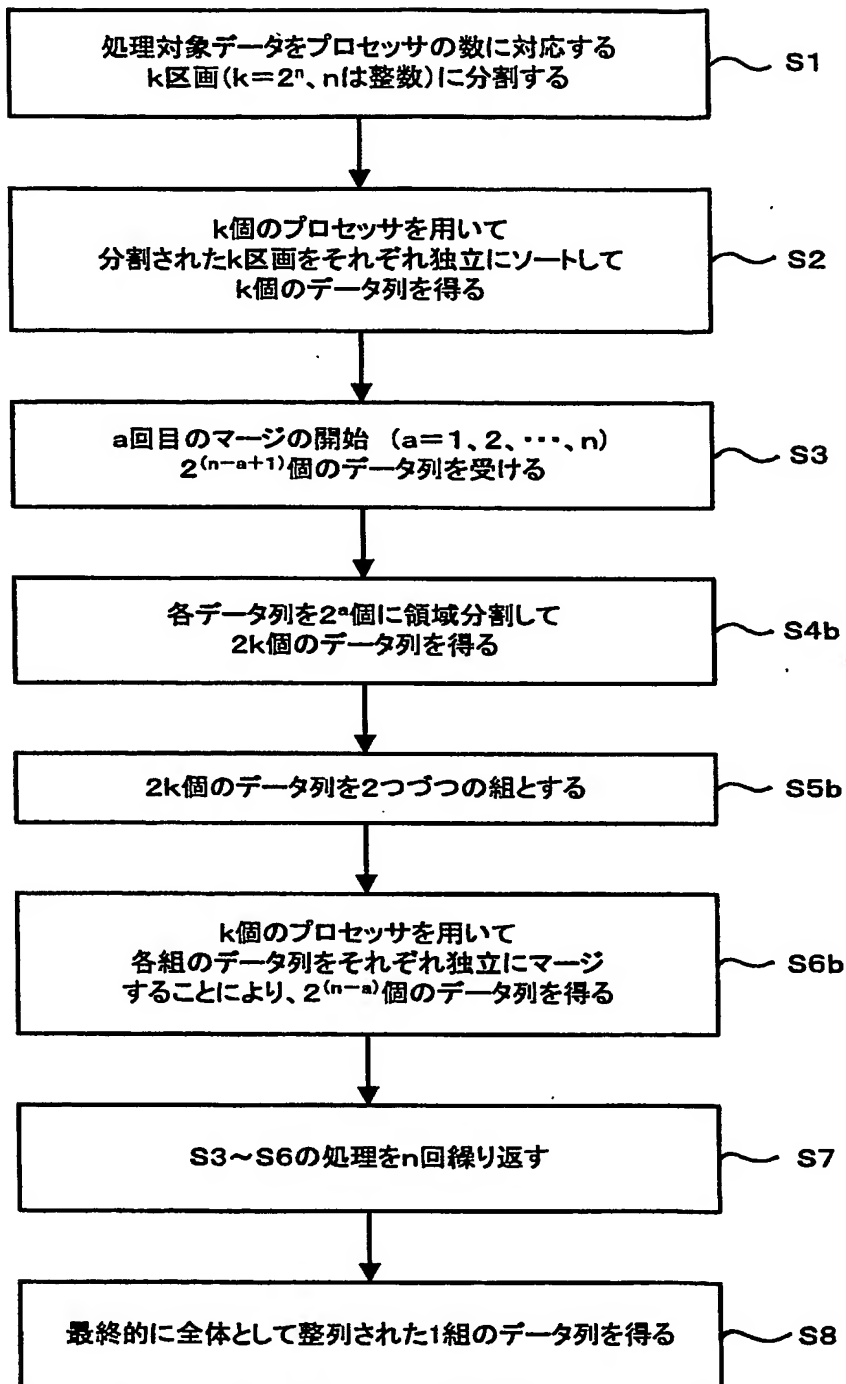 処理対象データをプロセッサの数に対応する
k区画(k=2ⁿ、nは整数)に分割する
S1
k個のプロセッサを用いて
分割されたk区画をそれぞれ独立にソートして
k個のデータ列を得る
S2
a回目のマージの開始 (a=1、2、・・・、n)
2⁽ⁿ⁻ᵃ⁺¹⁾個のデータ列を受ける
S3
各データ列を2ᵃ個に領域分割して
2k個のデータ列を得る
S4b
2k個のデータ列を2つづつの組とする
S5b
k個のプロセッサを用いて
各組のデータ列をそれぞれ独立にマージ
することにより、2⁽ⁿ⁻ᵃ⁾個のデータ列を得る
S6b
S3～S6の処理をn回繰り返す
S7
最終的に全体として整列された1組のデータ列を得る
S8